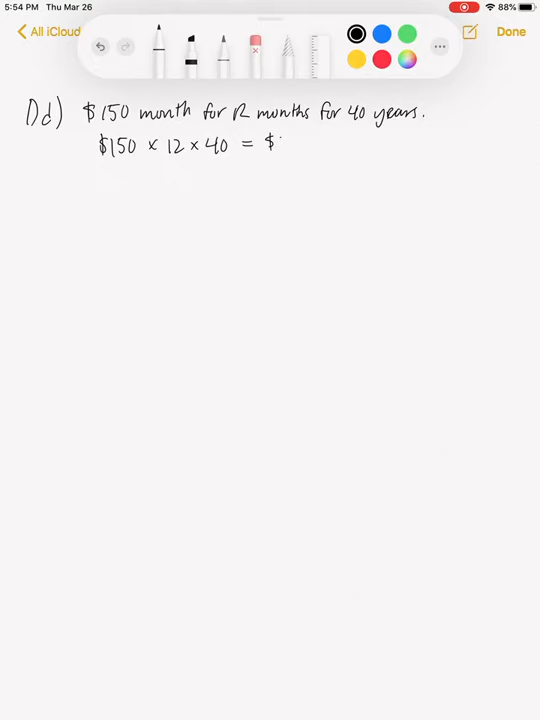 5:54 PM Thu Mar 26 88%
All iCloud Done
1)d) $150 month for 12 months for 40 years.
$150 × 12 × 40 = $